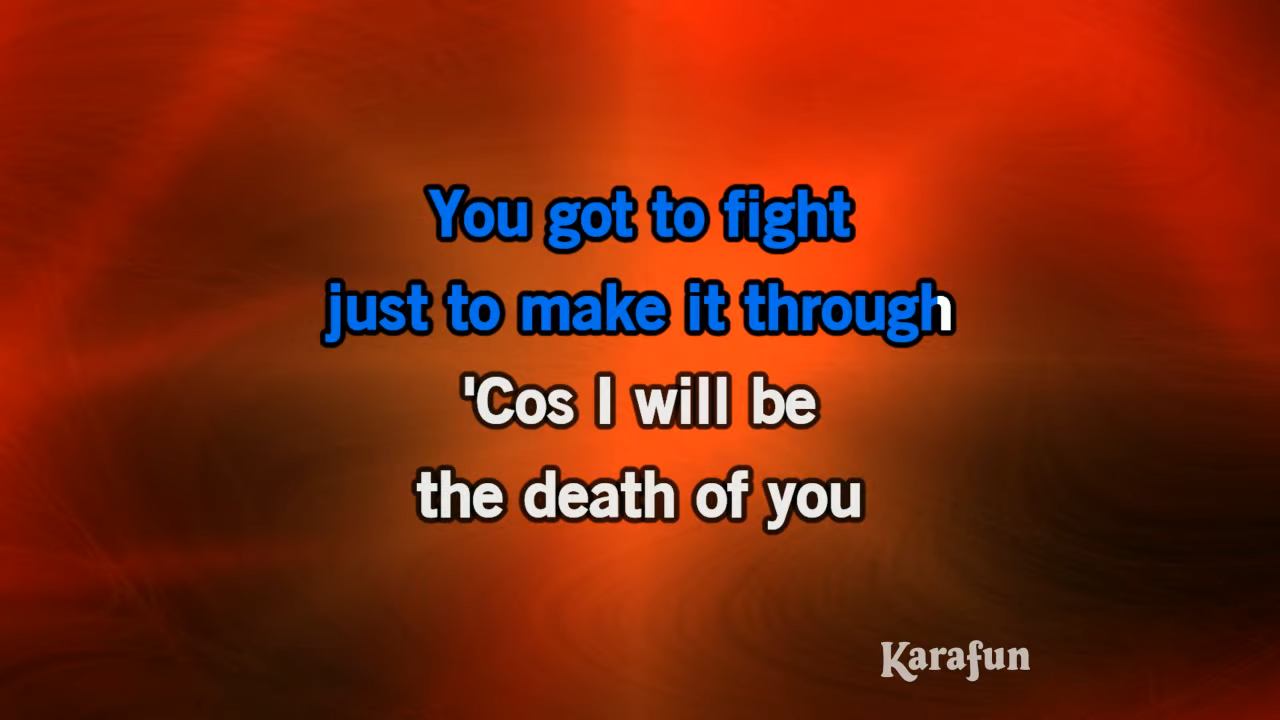 You got to fight
just to make it through
'Cos I will be
the death of you
Karafun